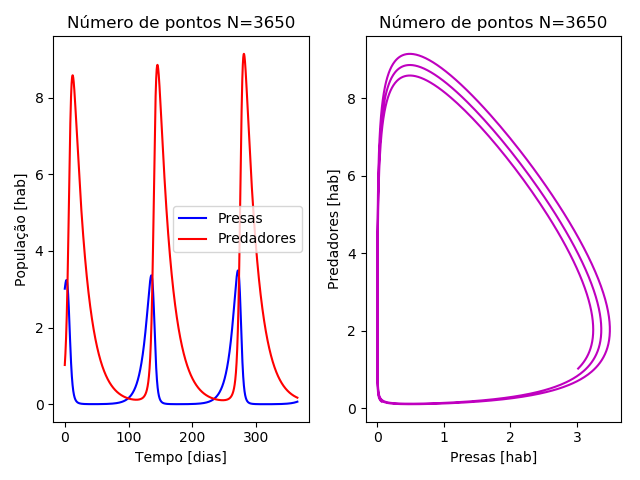 Número de pontos N=3650
População [hab]
8
6
4
2
0
Presas
Predadores
0
100
200
300
Tempo [dias]
Número de pontos N=3650
Predadores [hab]
8
6
4
2
0
0
1
2
3
Presas [hab]